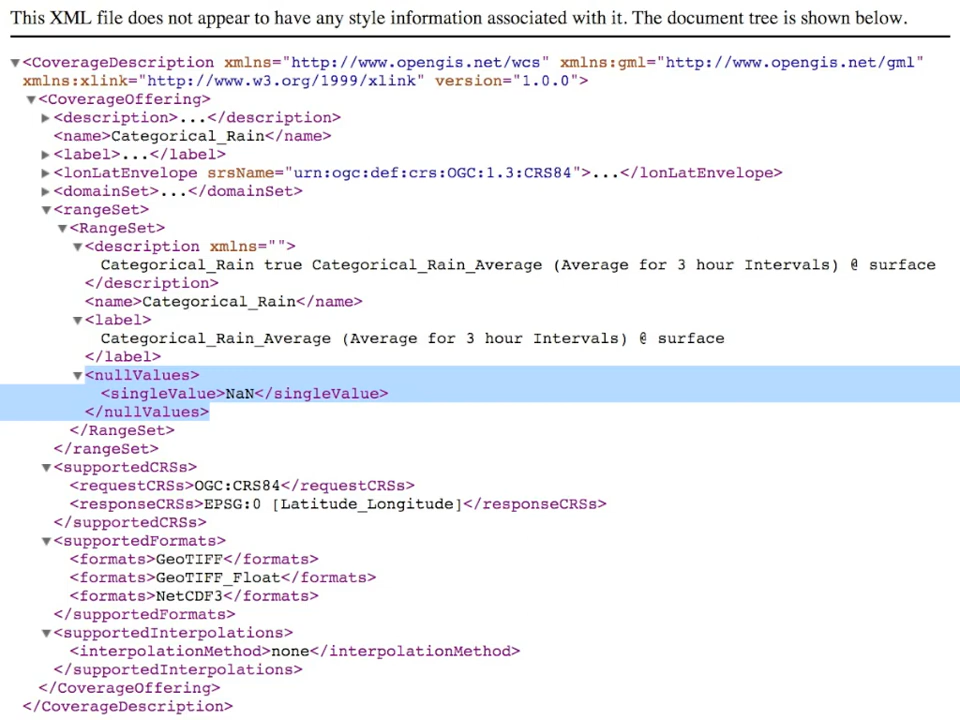 This XML file does not appear to have any style information associated with it. The document tree is shown below.
▼<CoverageDescription xmlns="http://www.opengis.net/wcs" xmlns:gml="http://www.opengis.net/gml"
xmlns:xlink="http://www.w3.org/1999/xlink" version="1.0.0">
▼<CoverageOffering>
▶<description>...</description>
<name>Categorical_Rain</name>
▶<label>...</label>
▶<lonLatEnvelope srsName="urn:ogc:def:crs:OGC:1.3:CRS84">...</lonLatEnvelope>
▶<domainSet>...</domainSet>
▼<rangeSet>
▼<RangeSet>
▼<description xmlns="">
Categorical_Rain true Categorical_Rain_Average (Average for 3 hour Intervals) @ surface
</description>
<name>Categorical_Rain</name>
▼<label>
Categorical_Rain_Average (Average for 3 hour Intervals) @ surface
</label>
▼<nullValues>
<singleValue>NaN</singleValue>
</nullValues>
</RangeSet>
</rangeSet>
▼<supportedCRSs>
<requestCRSs>OGC:CRS84</requestCRSs>
<responseCRSs>EPSG:0 [Latitude_Longitude]</responseCRSs>
</supportedCRSs>
▼<supportedFormats>
<formats>GeoTIFF</formats>
<formats>GeoTIFF_Float</formats>
<formats>NetCDF3</formats>
</supportedFormats>
▼<supportedInterpolations>
<interpolationMethod>none</interpolationMethod>
</supportedInterpolations>
</CoverageOffering>
</CoverageDescription>